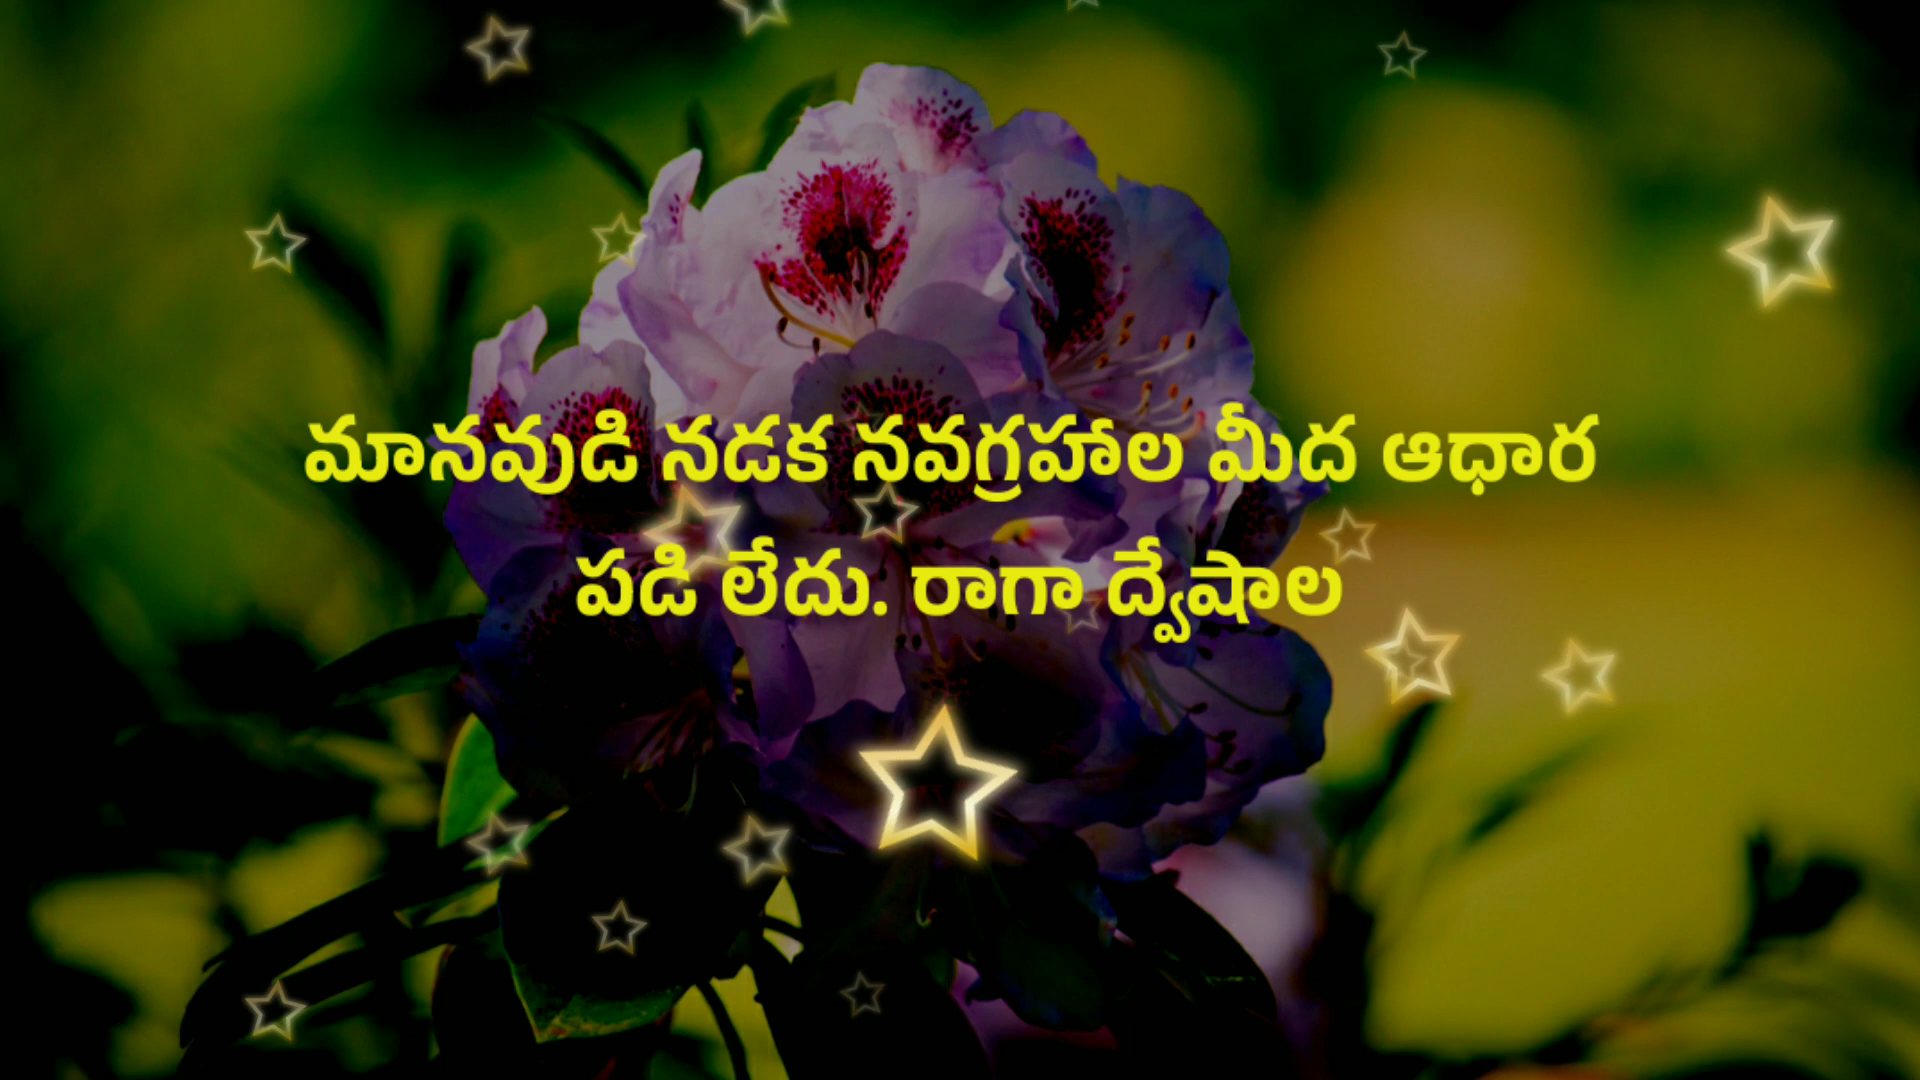 మానవుడి నడక నవగ్రహాల మీద ఆధార
పడి లేదు. రాగా ద్వేషాల